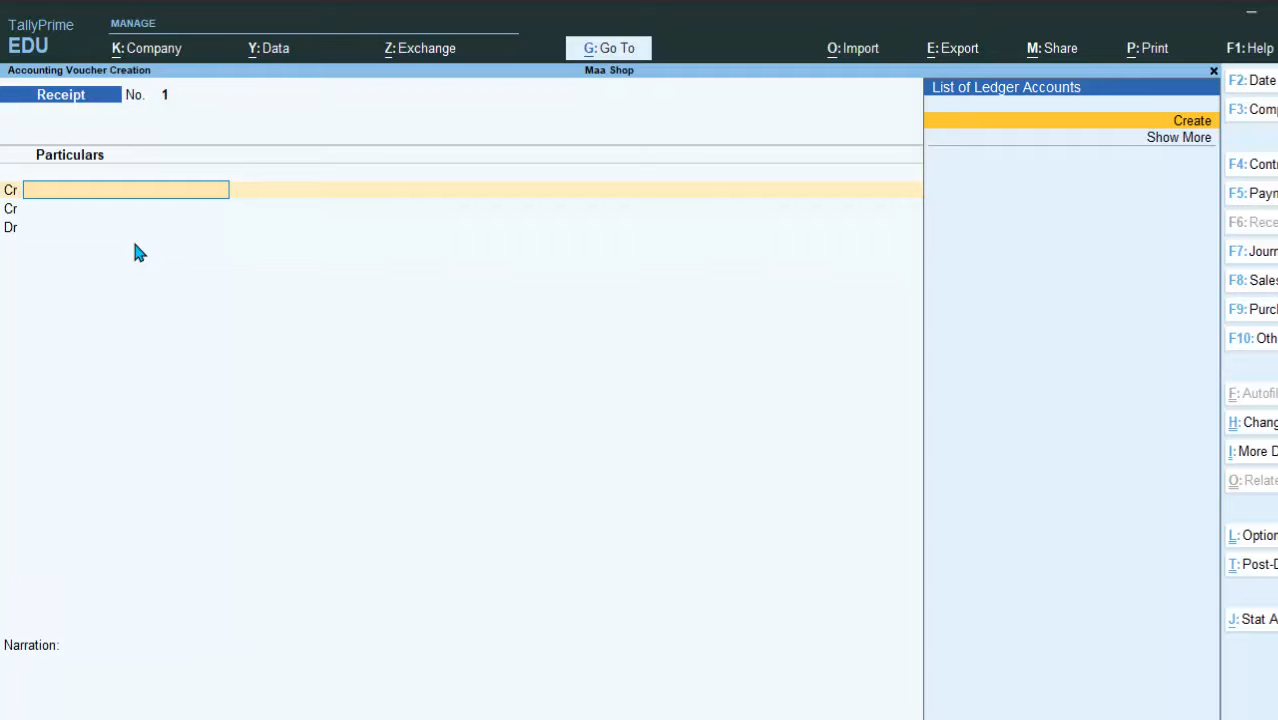 TallyPrime
EDU
MANAGE
K: Company
Y: Data
Z: Exchange
G: Go To
O: Import
E: Export
M: Share
P: Print
F1: Help
Accounting Voucher Creation
Maa Shop
Receipt No. 1
Particulars
Cr
Cr
Dr
Narration:
List of Ledger Accounts
Create
Show More
F2: Date
F3: Comp
F4: Cont
F5: Paym
F6: Rece
F7: Journ
F8: Sales
F9: Purc
F10: Oth
F: Autofil
H: Chang
I: More D
O: Relate
L: Option
T: Post-D
J: Stat A